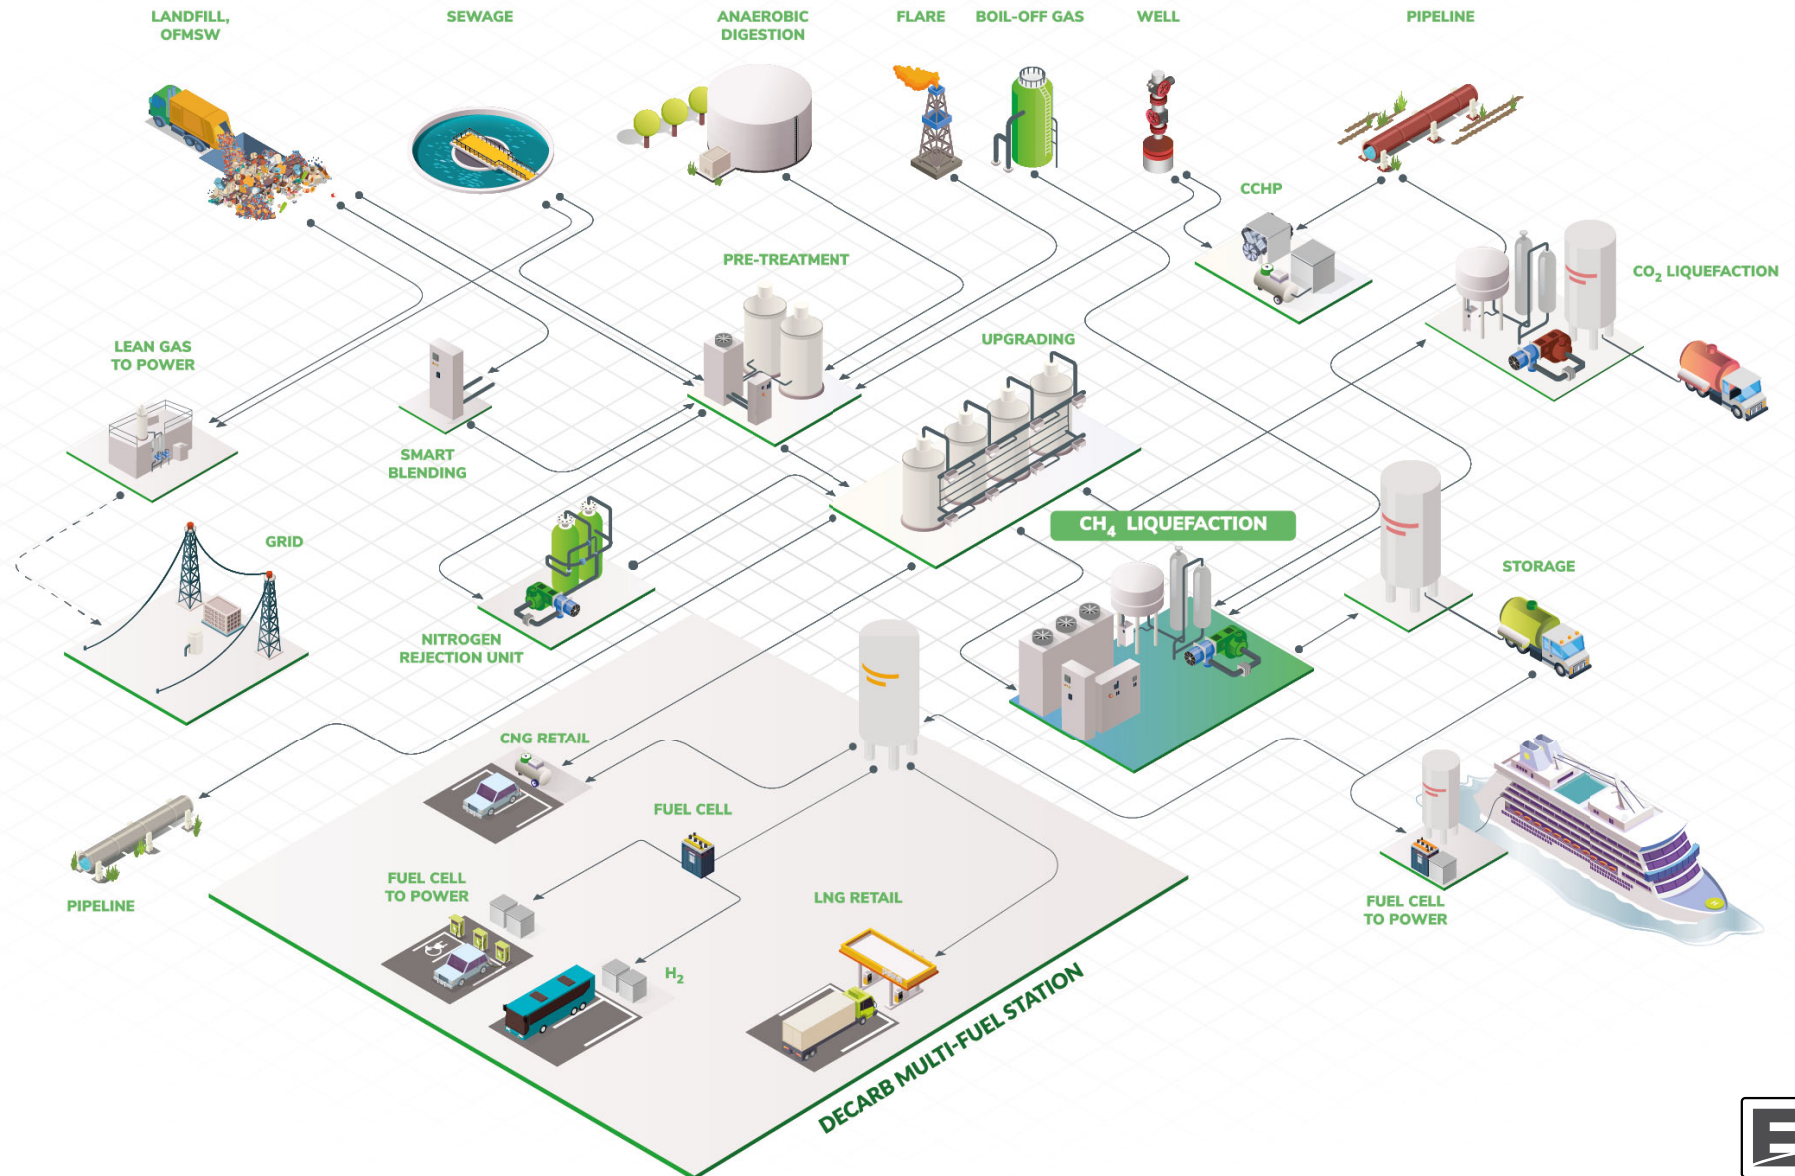 LANDFILL,
OFMSW
SEWAGE
ANAEROBIC
DIGESTION
FLARE
BOIL-OFF GAS
WELL
PIPELINE
CCHP
PRE-TREATMENT
CO₂ LIQUEFACTION
LEAN GAS
TO POWER
UPGRADING
SMART
BLENDING
CH₄ LIQUEFACTION
GRID
STORAGE
NITROGEN
REJECTION UNIT
CNG RETAIL
FUEL CELL
FUEL CELL
TO POWER
LNG RETAIL
PIPELINE
FUEL CELL
TO POWER
H₂
DECARB MULTI-FUEL STATION